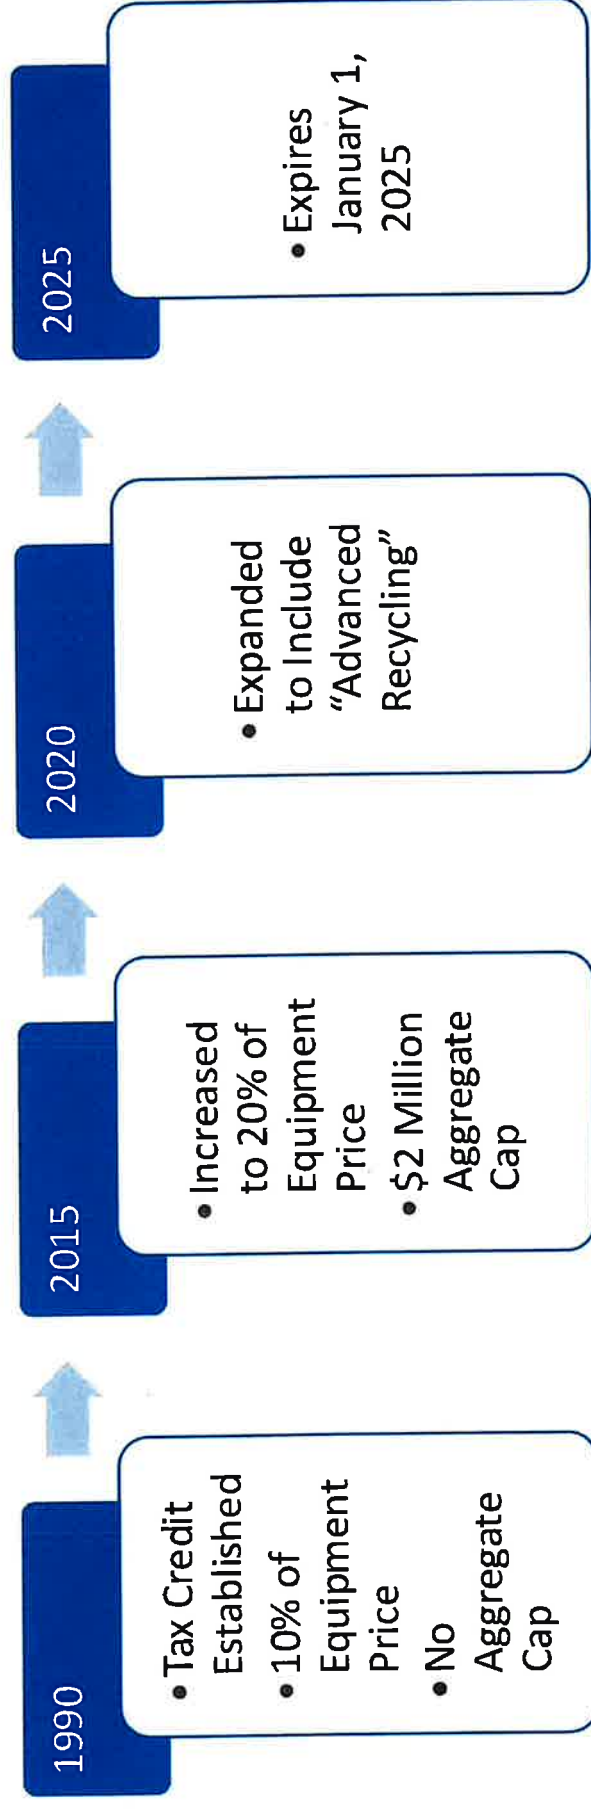 1990
• Tax Credit
Established
• 10% of
Equipment
Price
• No
Aggregate
Cap
2015
• Increased
to 20% of
Equipment
Price
• $2 Million
Aggregate
Cap
2020
• Expanded
to Include
“Advanced
Recycling”
2025
• Expires
January 1,
2025